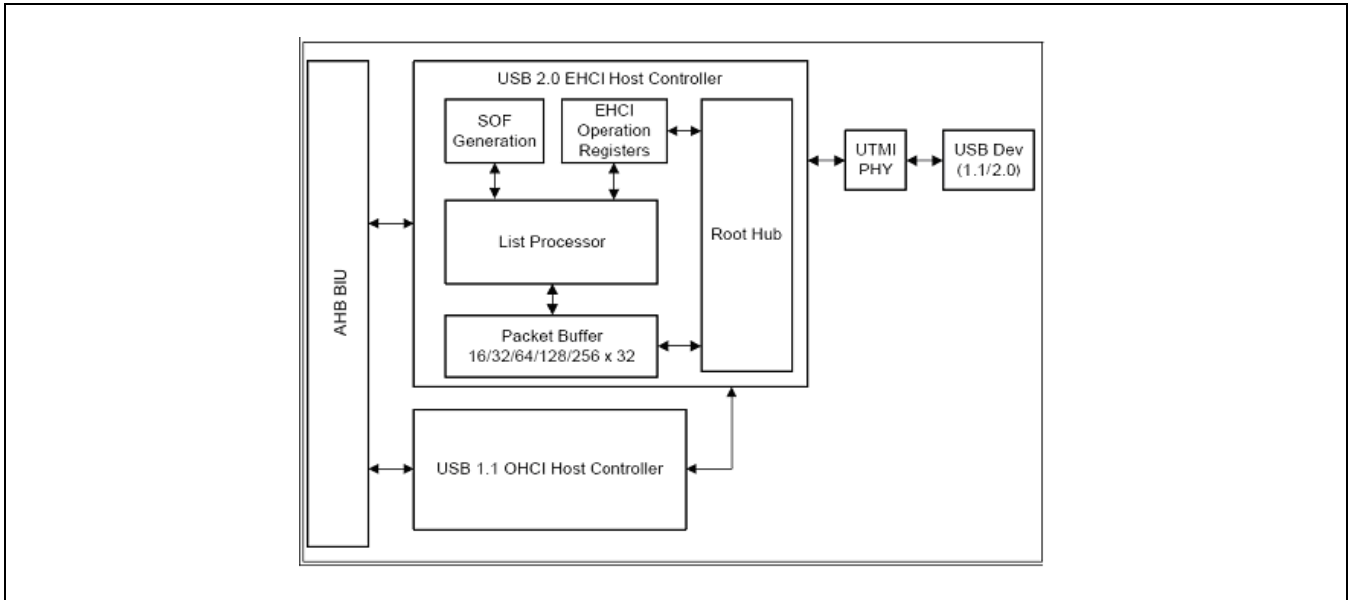 USB 2.0 EHCI Host Controller
SOF
Generation
EHCI
Operation
Registers
UTMI
PHY
USB Dev
(1.1/2.0)
List Processor
Root Hub
AHB BIU
Packet Buffer
16/32/64/128/256 x 32
USB 1.1 OHCI Host Controller